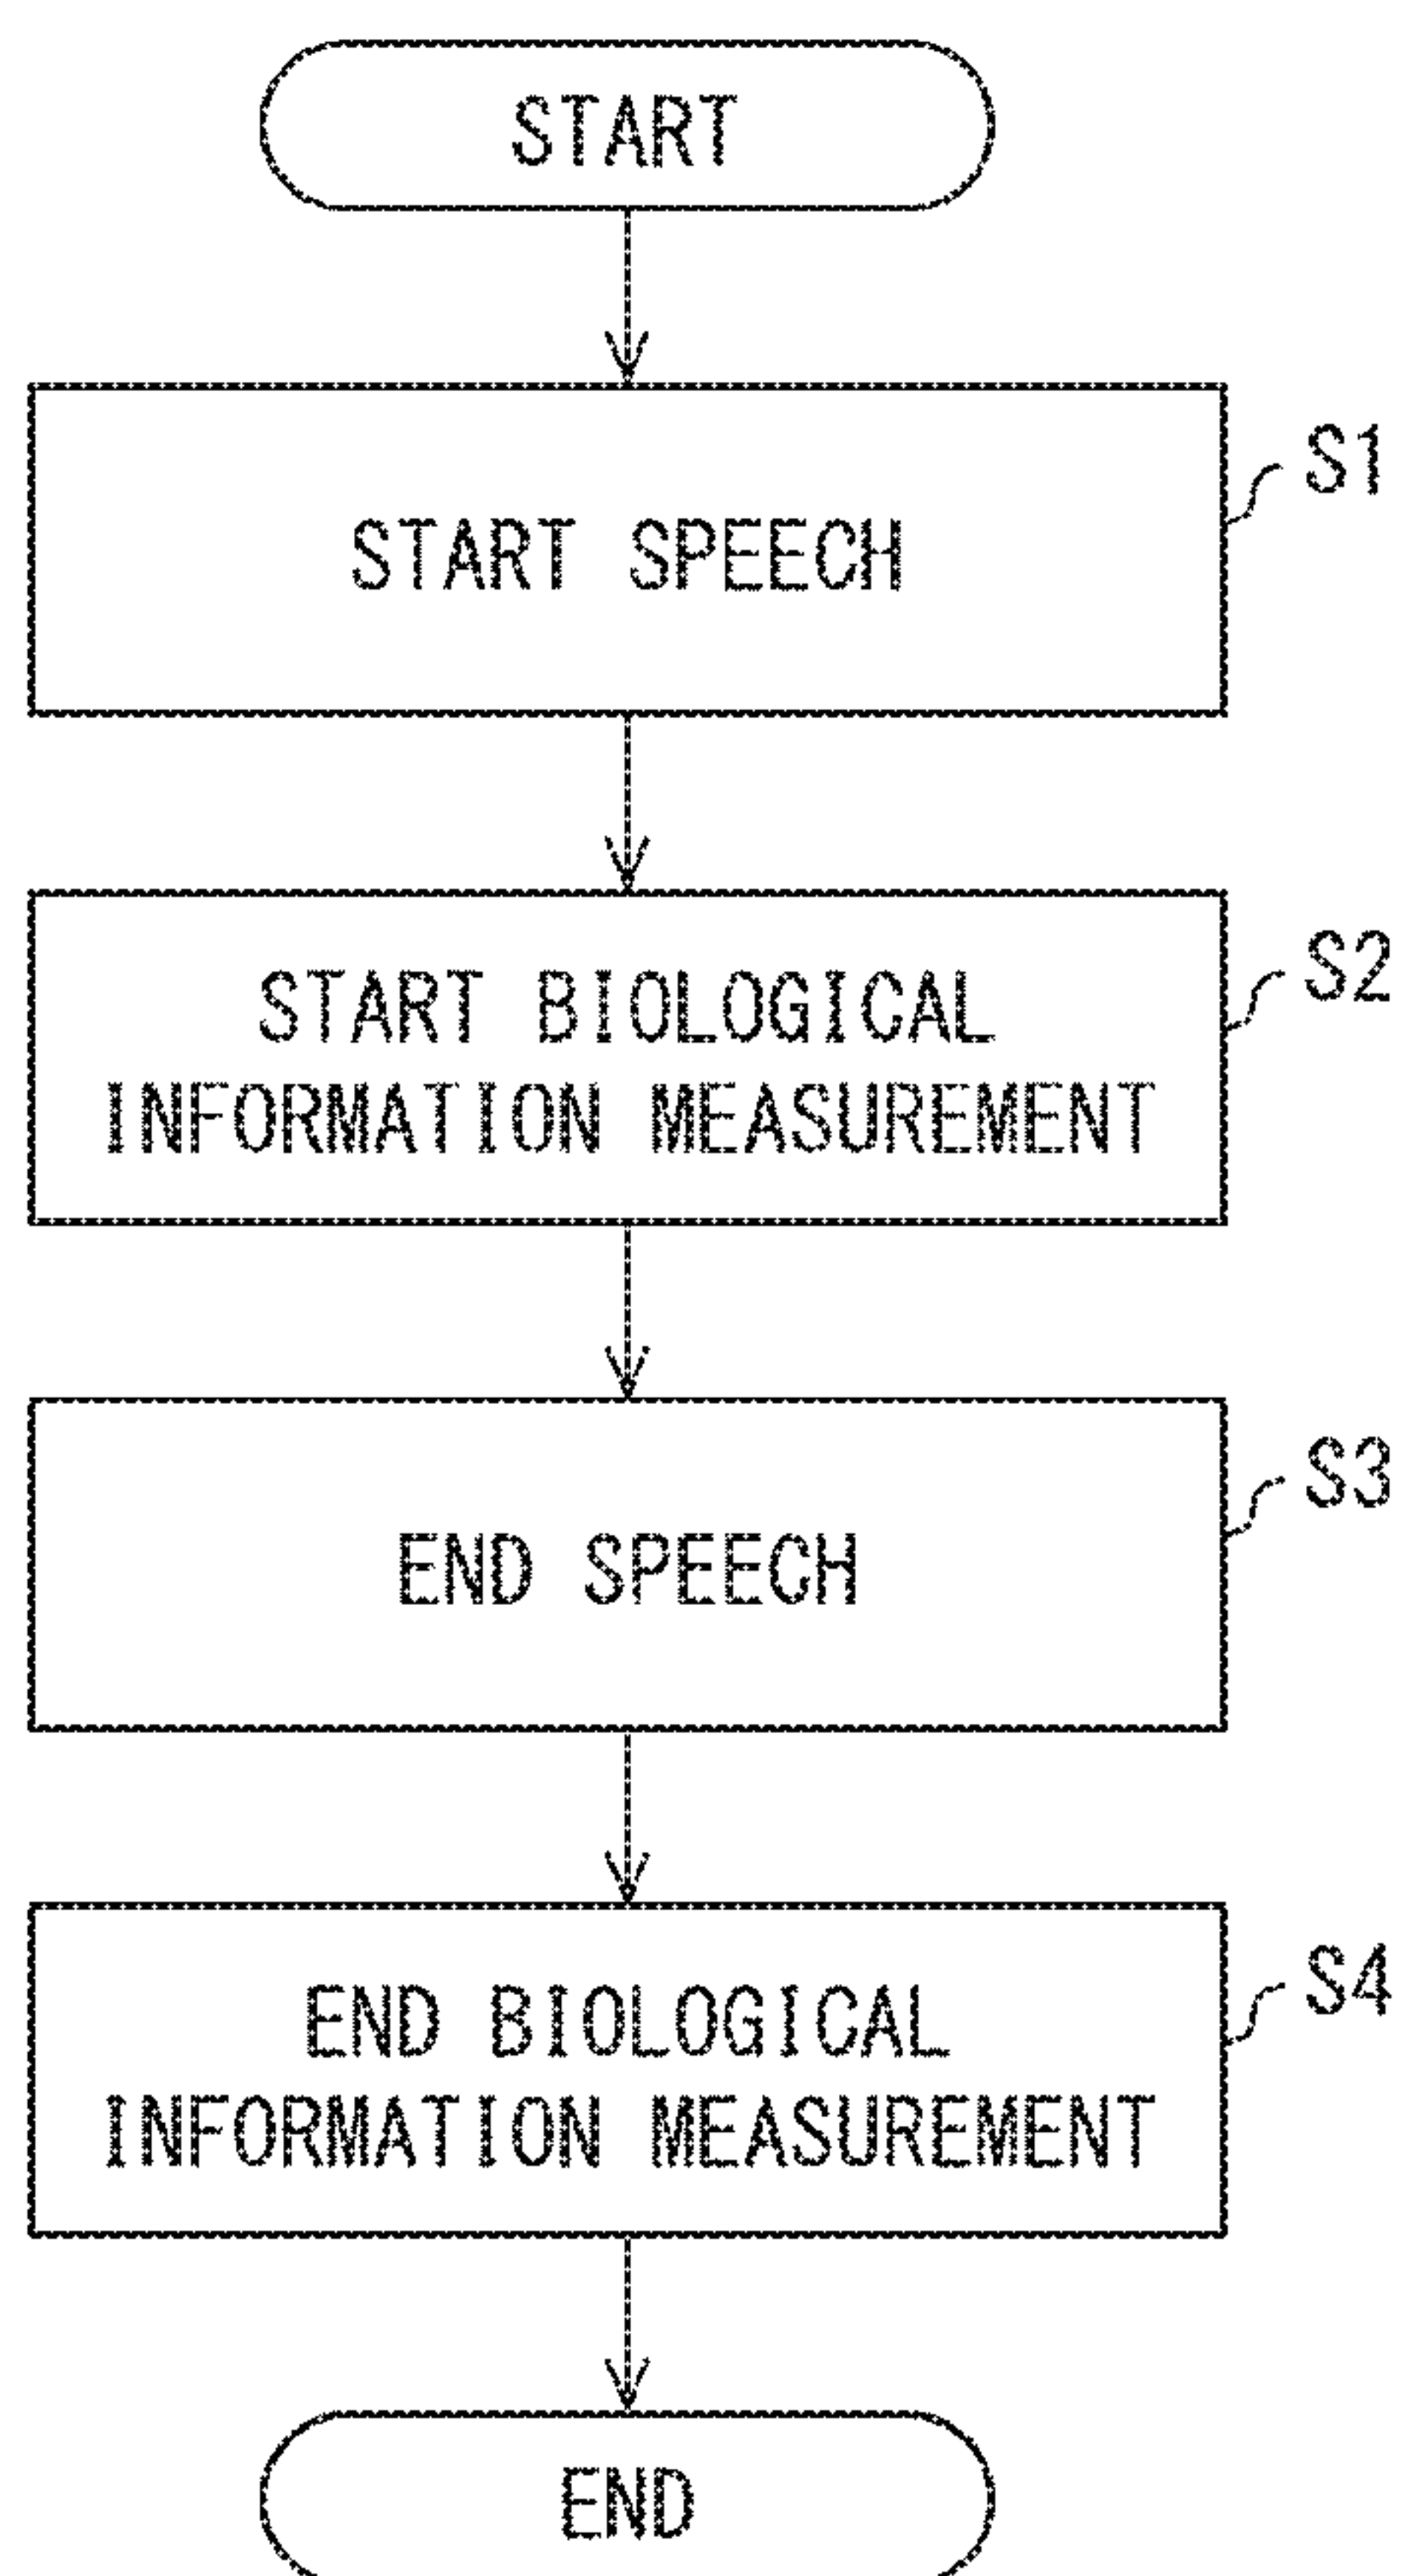 START
START SPEECH
S1
START BIOLOGICAL
INFORMATION MEASUREMENT
S2
END SPEECH
S3
END BIOLOGICAL
INFORMATION MEASUREMENT
S4
END